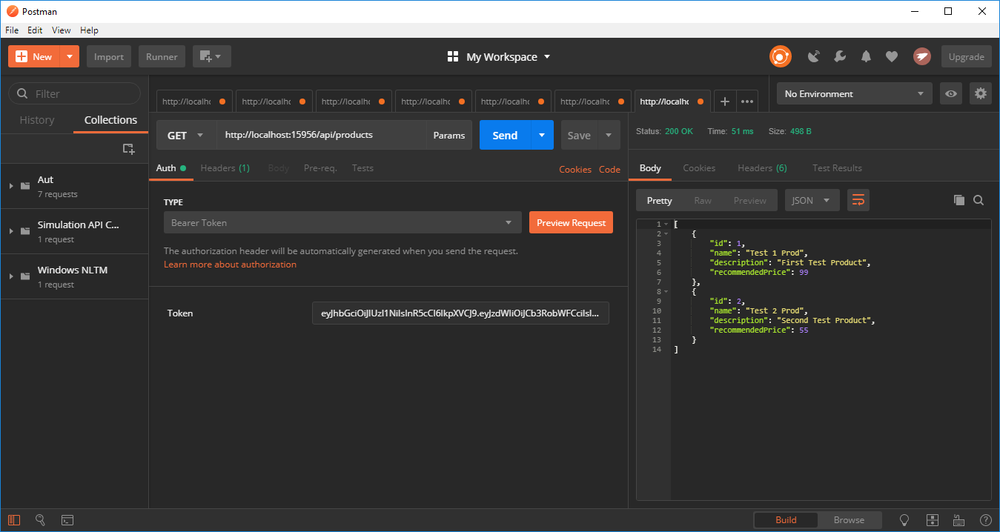 Postman
File Edit View Help
New Import Runner My Workspace Upgrade
Filter
History Collections
Aut
7 requests
Simulation API C...
1 request
Windows NLTM
1 request
http://localhc http://localhc http://localhc http://localhc http://localhc http://localhc http://localhc
No Environment
GET http://localhost:15956/api/products Params Send Save
Auth Headers (1) Body Pre-req. Tests Cookies Code
TYPE
Bearer Token Preview Request
The authorization header will be automatically generated when you send the request.
Learn more about authorization
Token
Status: 200 OK Time: 51 ms Size: 498 B
Body Cookies Headers (6) Test Results
Pretty Raw Preview JSON
1 [
2 {
3 "id": 1,
4 "name": "Test 1 Prod",
5 "description": "First Test Product",
6 "recommendedPrice": 99
7 },
8 {
9 "id": 2,
10 "name": "Test 2 Prod",
11 "description": "Second Test Product",
12 "recommendedPrice": 55
13 }
14 ]
Build Browse